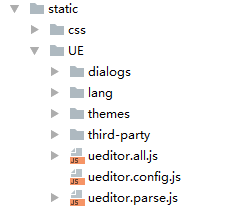 static
css
UE
dialogs
lang
themes
third-party
ueditor.all.js
ueditor.config.js
ueditor.parse.js